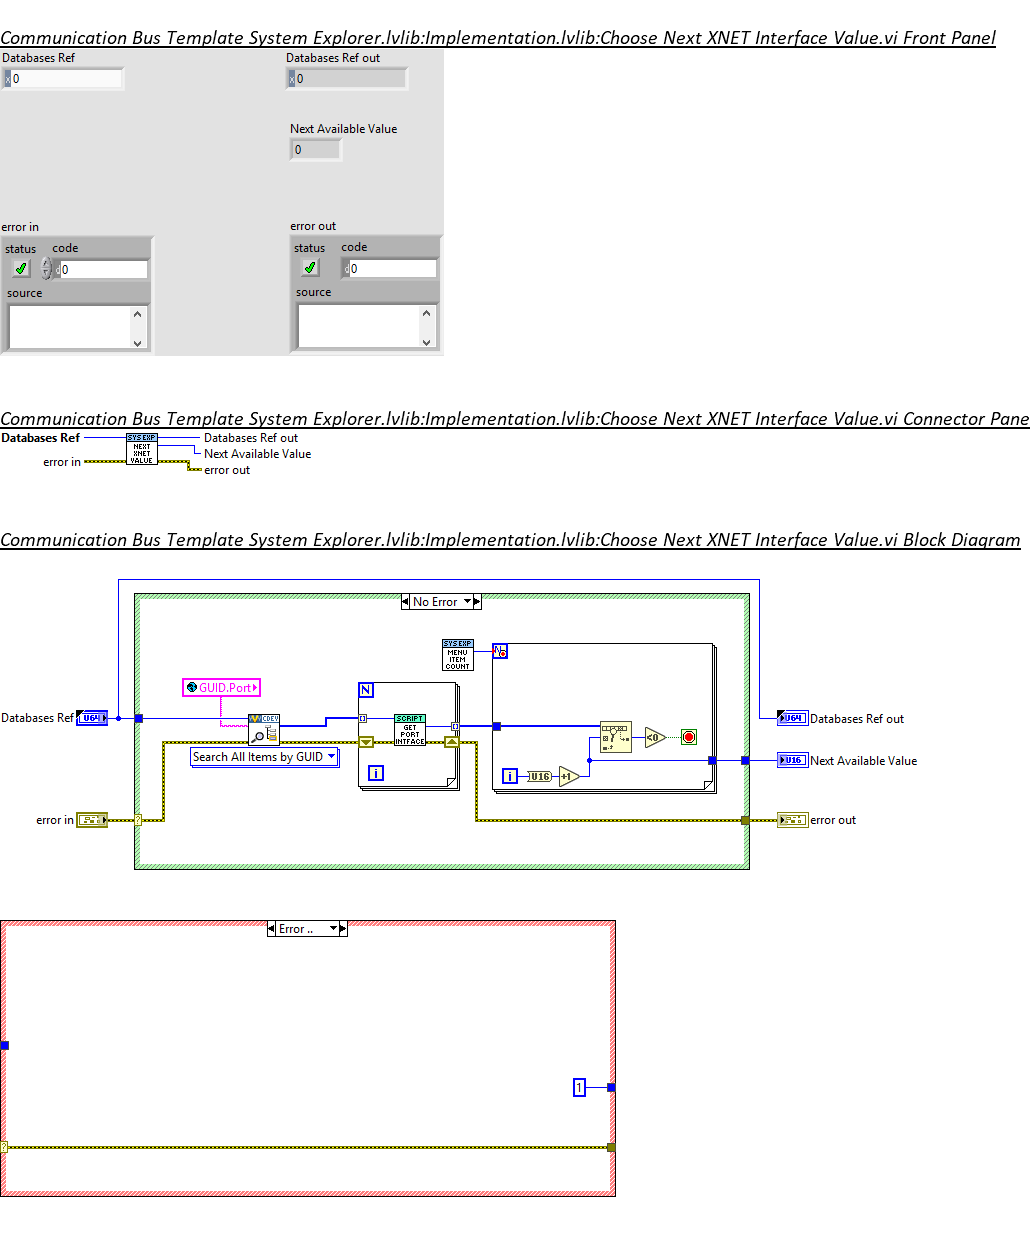 Communication Bus Template System Explorer.lvlib:Implementation.lvlib:Choose Next XNET Interface Value.vi Front Panel
Databases Ref
Databases Ref out
x 0
x 0
Next Available Value
0
error in
error out
status code
status code
d 0
d 0
source
source
Communication Bus Template System Explorer.lvlib:Implementation.lvlib:Choose Next XNET Interface Value.vi Connector Pane
Databases Ref
SYS EXP
NEXT
XNET
VALUE
Databases Ref out
Next Available Value
error in
error out
Communication Bus Template System Explorer.lvlib:Implementation.lvlib:Choose Next XNET Interface Value.vi Block Diagram
No Error
SYS EXP
MENU
ITEM
COUNT
N
GUID.Port
N
Databases Ref
U64
CDEV
SCRIPT
GET
PORT
INTFACE
U64
Databases Ref out
<0
Search All Items by GUID
U16
Next Available Value
i
i
U16
+1
error in
?
error out
Error ..
1
?